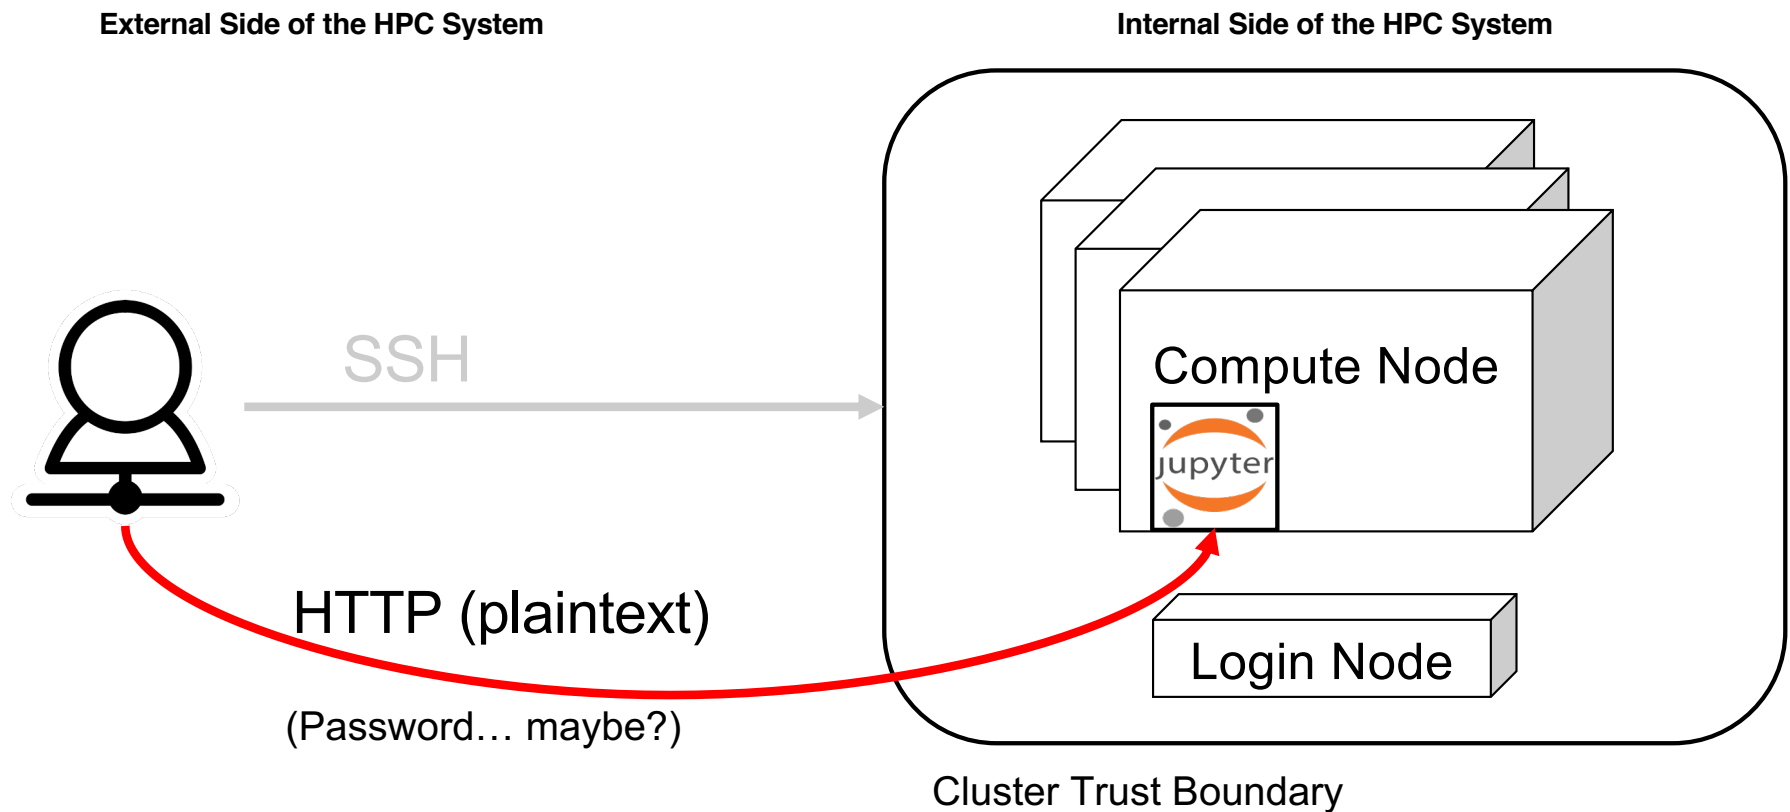 External Side of the HPC System
Internal Side of the HPC System
SSH
Compute Node
jupyter
HTTP (plaintext)
Login Node
(Password… maybe?)
Cluster Trust Boundary